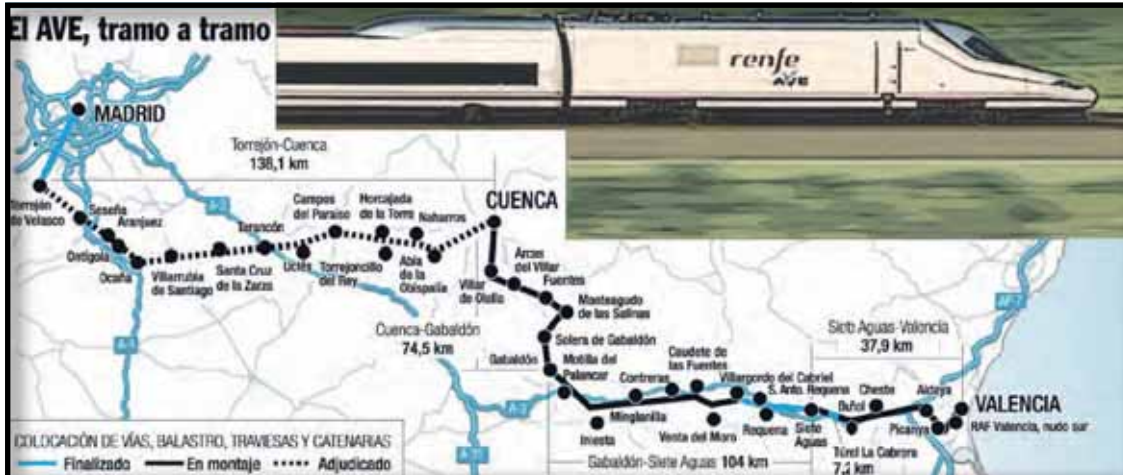 El AVE, tramo a tramo
renfe
AVE
MADRID
Torrejón-Cuenca
138,1 km
Torrejón
de Velasco
Seseña
Aranjuez
Ontígola
Ocaña
Villarrubia
de Santiago
Santa Cruz
de la Zarza
Tarancón
Uclés
Campos
del Paraíso
Torrejoncillo
del Rey
Horcajada
de la Torre
Naharros
Abia
de la
Obispalía
CUENCA
Villar
de Olalla
Arcas
del Villar
Fuentes
Monteagudo
de las Salinas
Solera de Gabaldón
Cuenca-Gabaldón
74,5 km
Gabaldón
Motilla del
Palancar
Iniesta
Minglanilla
Contreras
Caudete de
las Fuentes
Venta del Moro
Villargordo del Cabriel
S. Anto. Requena
Requena
Siete
Aguas
Siete Aguas-Valencia
37,9 km
Buñol
Cheste
Aldaya
Picanya
VALENCIA
RAF Valencia, nudo sur
Túnel La Cabrera
7,2 km
Gabaldón-Siete Aguas 104 km
A-3
AP-7
COLOCACIÓN DE VÍAS, BALASTRO, TRAVIESAS Y CATENARIAS
Finalizado
En montaje
Adjudicado